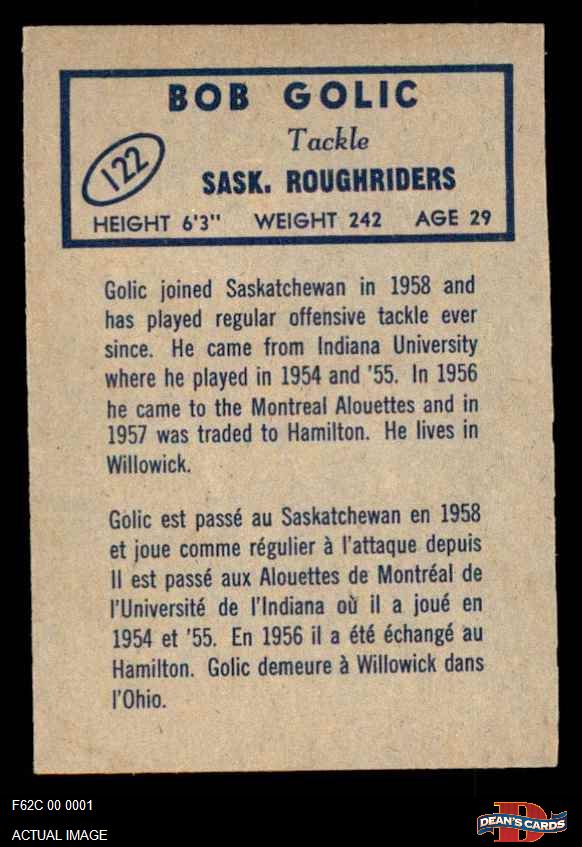 BOB GOLIC
Tackle
122
SASK. ROUGHRIDERS
HEIGHT 6'3" WEIGHT 242 AGE 29
Golic joined Saskatchewan in 1958 and
has played regular offensive tackle ever
since. He came from Indiana University
where he played in 1954 and '55. In 1956
he came to the Montreal Alouettes and in
1957 was traded to Hamilton. He lives in
Willowick.
Golic est passé au Saskatchewan en 1958
et joue comme régulier à l'attaque depuis
Il est passé aux Alouettes de Montréal de
l'Université de l'Indiana où il a joué en
1954 et '55. En 1956 il a été échangé au
Hamilton. Golic demeure à Willowick dans
l'Ohio.
F62C 00 0001
ACTUAL IMAGE
D
DEAN'S CARDS